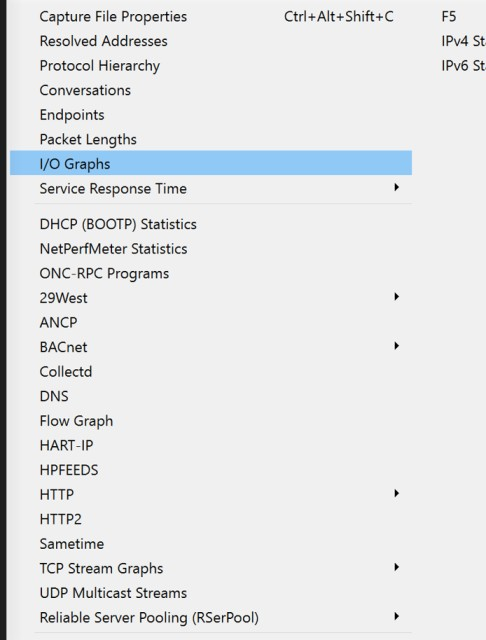 Capture File Properties Ctrl+Alt+Shift+C F5
Resolved Addresses IPv4
Protocol Hierarchy IPv6
Conversations
Endpoints
Packet Lengths
I/O Graphs
Service Response Time
DHCP (BOOTP) Statistics
NetPerfMeter Statistics
ONC-RPC Programs
29West
ANCP
BACnet
Collectd
DNS
Flow Graph
HART-IP
HPFEEDS
HTTP
HTTP2
Sametime
TCP Stream Graphs
UDP Multicast Streams
Reliable Server Pooling (RSerPool)